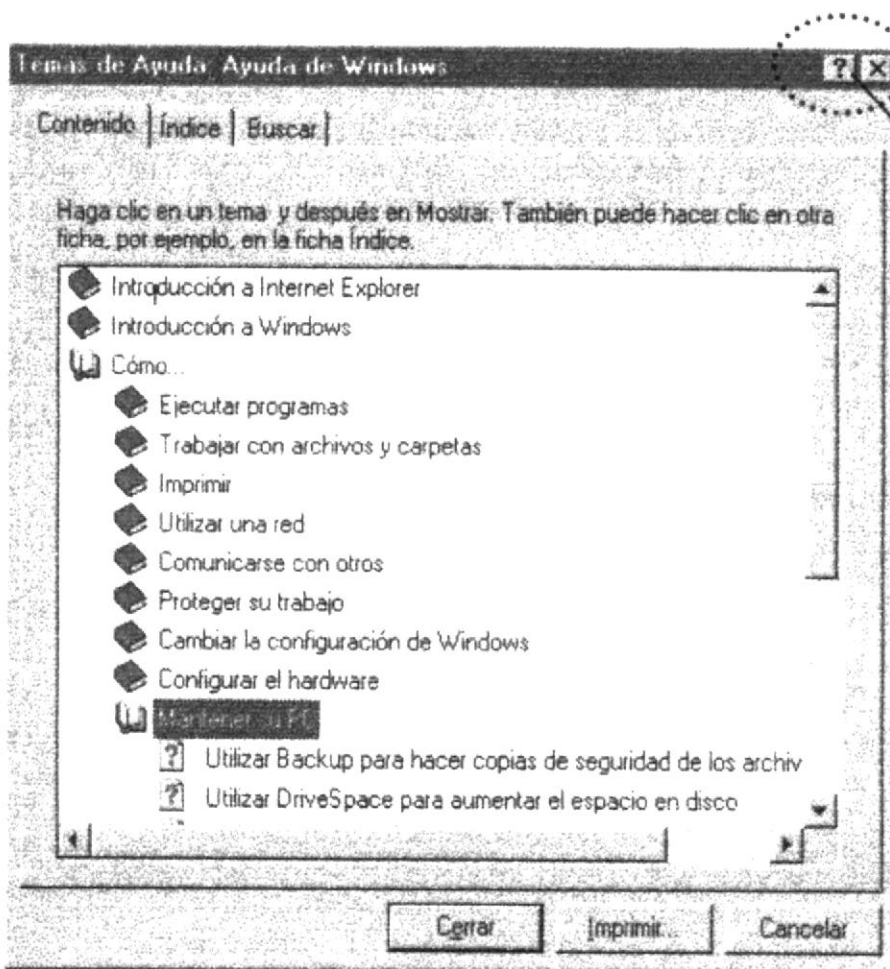 Temas de Ayuda: Ayuda de Windows
Contenido Índice Buscar
Haga clic en un tema y después en Mostrar. También puede hacer clic en otra
ficha, por ejemplo, en la ficha Índice.
Introducción a Internet Explorer
Introducción a Windows
Cómo...
Ejecutar programas
Trabajar con archivos y carpetas
Imprimir
Utilizar una red
Comunicarse con otros
Proteger su trabajo
Cambiar la configuración de Windows
Configurar el hardware
Mantener su PC
? Utilizar Backup para hacer copias de seguridad de los archiv
? Utilizar DriveSpace para aumentar el espacio en disco
Cerrar Imprimir... Cancelar